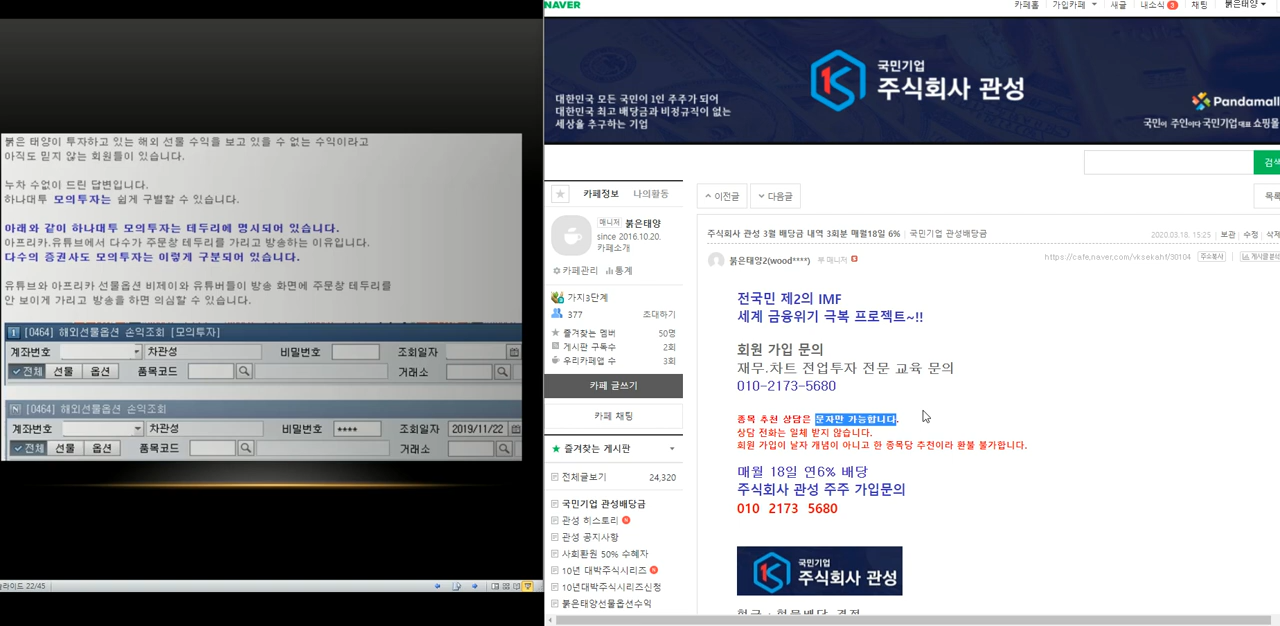 붉은 태양이 투자하고 있는 해외 선물 수익을 보고 있을 수 없는 수익이라고
아직도 믿지 않는 회원들이 있습니다.
누차 수없이 드린 답변입니다.
하나대투 모의투자는 쉽게 구별할 수 있습니다.
아래와 같이 하나대투 모의투자는 테두리에 명시되어 있습니다.
아프리카.유튜브에서 다수가 주문창 테두리를 가리고 방송하는 이유입니다.
다수의 증권사도 모의투자는 이렇게 구분되어 있습니다.
유튜브와 아프리카 선물옵션 비제이와 유튜버들이 방송 화면에 주문창 테두리를
안 보이게 가리고 방송을 하면 의심할 수 있습니다.
[0464] 해외선물옵션 손익조회 [모의투자]
계좌번호 차관성 비밀번호 조회일자
전체 선물 옵션 품목코드 거래소
[0464] 해외선물옵션 손익조회
계좌번호 차관성 비밀번호 **** 조회일자 2019/11/22
전체 선물 옵션 품목코드 거래소
라이드 22/45
NAVER
카페홈 가입카페 새글 내소식 3 채팅 붉은태양
대한민국 모든 국민이 1인 주주가 되어
대한민국 최고 배당금과 비정규직이 없는
세상을 추구하는 기업
국민기업
주식회사 관성
Pandamall
국민이 주인이다 국민기업 대표 쇼핑몰
검색
카페정보 나의활동
매니저 붉은태양
since 2016.10.20.
카페소개
카페관리 통계
가지3단계
377 초대하기
즐겨찾는 멤버 50명
게시판 구독수 2회
우리카페앱 수 3회
카페 글쓰기
카페 채팅
즐겨찾는 게시판
전체글보기 24,320
국민기업 관성배당금
관성 히스토리
관성 공지사항
사회환원 50% 수혜자
10년 대박주식시리즈
10년대박주식시리즈신청
붉은태양선물옵션수익
이전글 다음글 목록
주식회사 관성 3월 배당금 내역 3회분 매월18일 6% 국민기업 관성배당금 2020.03.18. 15:25 보관 수정 삭제
붉은태양2(wood****) 부매니저 https://cafe.naver.com/vksekahf/30104 주소복사 게시물분석
전국민 제2의 IMF
세계 금융위기 극복 프로젝트~!!
회원 가입 문의
재무.차트 전업투자 전문 교육 문의
010-2173-5680
종목 추천 상담은 문자만 가능합니다.
상담 전화는 일체 받지 않습니다.
회원 가입이 날자 개념이 아니고 한 종목당 추천이라 환불 불가합니다.
매월 18일 연6% 배당
주식회사 관성 주주 가입문의
010 2173 5680
국민기업
주식회사 관성